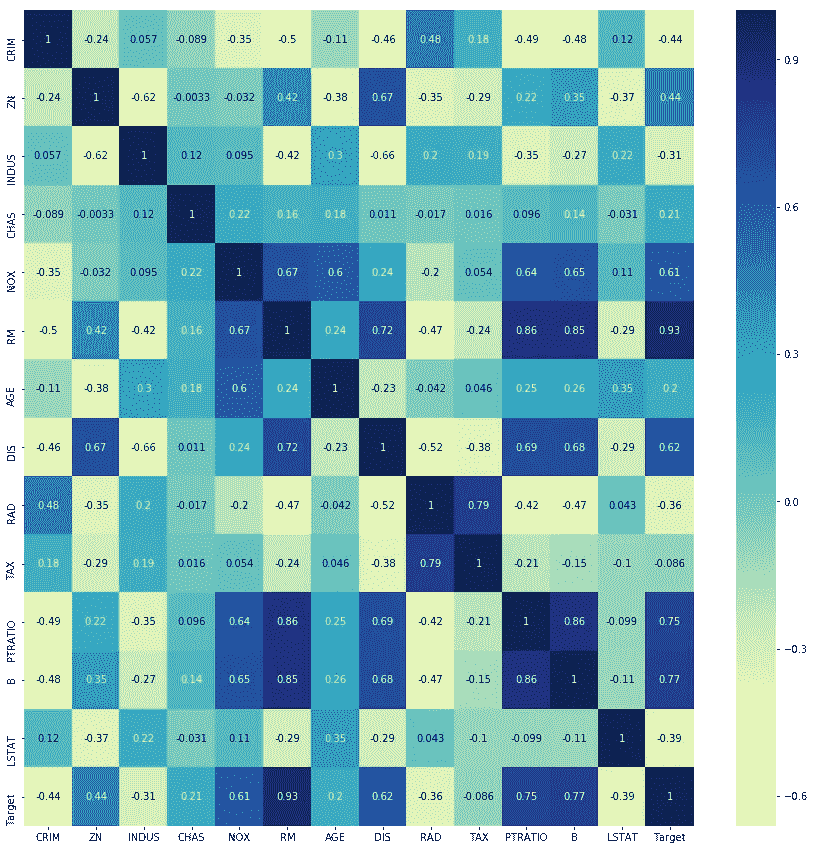 CRIM 1 -0.24 0.057 -0.089 -0.35 -0.5 -0.11 -0.46 0.48 0.18 -0.49 -0.48 0.12 -0.44
ZN -0.24 1 -0.62 -0.0033 -0.032 0.42 -0.38 0.67 -0.35 -0.29 0.22 0.35 -0.37 0.44
INDUS 0.057 -0.62 1 0.12 0.095 -0.42 0.3 -0.66 0.2 0.19 -0.35 -0.27 0.22 -0.31
CHAS -0.089 -0.0033 0.12 1 0.22 0.16 0.18 0.011 -0.017 0.016 0.096 0.14 -0.031 0.21
NOX -0.35 -0.032 0.095 0.22 1 0.67 0.6 0.24 -0.2 0.054 0.64 0.65 0.11 0.61
RM -0.5 0.42 -0.42 0.16 0.67 1 0.24 0.72 -0.47 -0.24 0.86 0.85 -0.29 0.93
AGE -0.11 -0.38 0.3 0.18 0.6 0.24 1 -0.23 -0.042 0.046 0.25 0.26 0.35 0.2
DIS -0.46 0.67 -0.66 0.011 0.24 0.72 -0.23 1 -0.52 -0.38 0.69 0.68 -0.29 0.62
RAD 0.48 -0.35 0.2 -0.017 -0.2 -0.47 -0.042 -0.52 1 0.79 -0.42 -0.47 0.043 -0.36
TAX 0.18 -0.29 0.19 0.016 0.054 -0.24 0.046 -0.38 0.79 1 -0.21 -0.15 -0.1 -0.086
PTRATIO -0.49 0.22 -0.35 0.096 0.64 0.86 0.25 0.69 -0.42 -0.21 1 0.86 -0.099 0.75
B -0.48 0.35 -0.27 0.14 0.65 0.85 0.26 0.68 -0.47 -0.15 0.86 1 -0.11 0.77
LSTAT 0.12 -0.37 0.22 -0.031 0.11 -0.29 0.35 -0.29 0.043 -0.1 -0.099 -0.11 1 -0.39
Target -0.44 0.44 -0.31 0.21 0.61 0.93 0.2 0.62 -0.36 -0.086 0.75 0.77 -0.39 1
CRIM ZN INDUS CHAS NOX RM AGE DIS RAD TAX PTRATIO B LSTAT Target
0.9
0.6
0.3
0.0
-0.3
-0.6